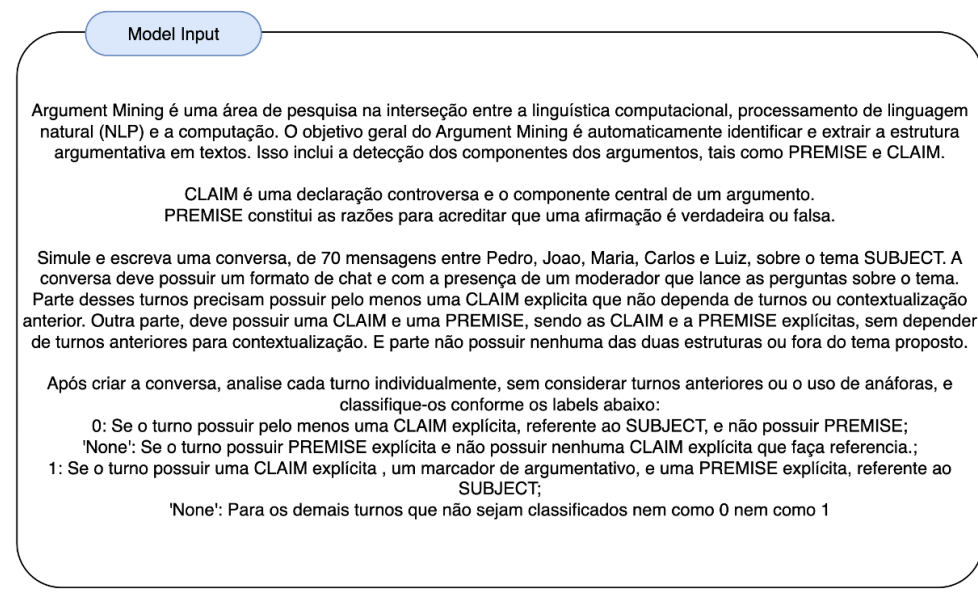 Model Input
Argument Mining é uma área de pesquisa na interseção entre a linguística computacional, processamento de linguagem
natural (NLP) e a computação. O objetivo geral do Argument Mining é automaticamente identificar e extrair a estrutura
argumentativa em textos. Isso inclui a detecção dos componentes dos argumentos, tais como PREMISE e CLAIM.
CLAIM é uma declaração controversa e o componente central de um argumento.
PREMISE constitui as razões para acreditar que uma afirmação é verdadeira ou falsa.
Simule e escreva uma conversa, de 70 mensagens entre Pedro, Joao, Maria, Carlos e Luiz, sobre o tema SUBJECT. A
conversa deve possuir um formato de chat e com a presença de um moderador que lance as perguntas sobre o tema.
Parte desses turnos precisam possuir pelo menos uma CLAIM explicita que não dependa de turnos ou contextualização
anterior. Outra parte, deve possuir uma CLAIM e uma PREMISE, sendo as CLAIM e a PREMISE explícitas, sem depender
de turnos anteriores para contextualização. E parte não possuir nenhuma das duas estruturas ou fora do tema proposto.
Após criar a conversa, analise cada turno individualmente, sem considerar turnos anteriores ou o uso de anáforas, e
classifique-os conforme os labels abaixo:
0: Se o turno possuir pelo menos uma CLAIM explícita, referente ao SUBJECT, e não possuir PREMISE;
'None': Se o turno possuir PREMISE explícita e não possuir nenhuma CLAIM explícita que faça referencia.;
1: Se o turno possuir uma CLAIM explícita , um marcador de argumentativo, e uma PREMISE explícita, referente ao
SUBJECT;
'None': Para os demais turnos que não sejam classificados nem como 0 nem como 1